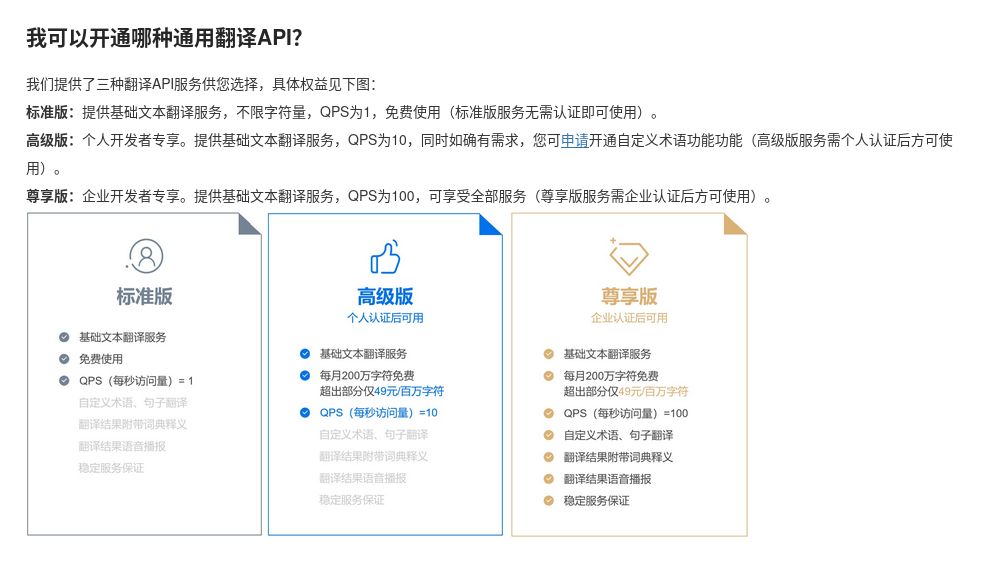 我可以开通哪种通用翻译API?
我们提供了三种翻译API服务供您选择，具体权益见下图：
标准版：提供基础文本翻译服务，不限字符量，QPS为1，免费使用（标准版服务无需认证即可使用）。
高级版：个人开发者专享。提供基础文本翻译服务，QPS为10，同时如确有需求，您可申请开通自定义术语功能功能（高级版服务需个人认证后方可使
用）。
尊享版：企业开发者专享。提供基础文本翻译服务，QPS为100，可享受全部服务（尊享版服务需企业认证后方可使用）。
标准版
基础文本翻译服务
免费使用
QPS（每秒访问量）= 1
自定义术语、句子翻译
翻译结果附带词典释义
翻译结果语音播报
稳定服务保证
高级版
个人认证后可用
基础文本翻译服务
每月200万字符免费
超出部分仅49元/百万字符
QPS（每秒访问量）=10
自定义术语、句子翻译
翻译结果附带词典释义
翻译结果语音播报
稳定服务保证
尊享版
企业认证后可用
基础文本翻译服务
每月200万字符免费
超出部分仅49元/百万字符
QPS（每秒访问量）=100
自定义术语、句子翻译
翻译结果附带词典释义
翻译结果语音播报
稳定服务保证